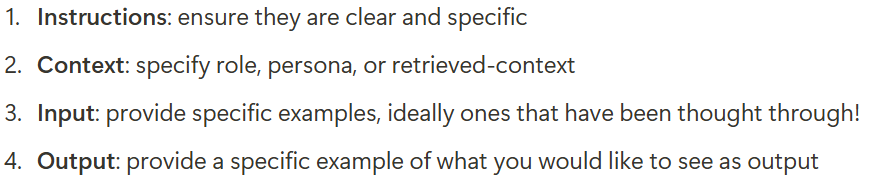 1. Instructions: ensure they are clear and specific
2. Context: specify role, persona, or retrieved-context
3. Input: provide specific examples, ideally ones that have been thought through!
4. Output: provide a specific example of what you would like to see as output